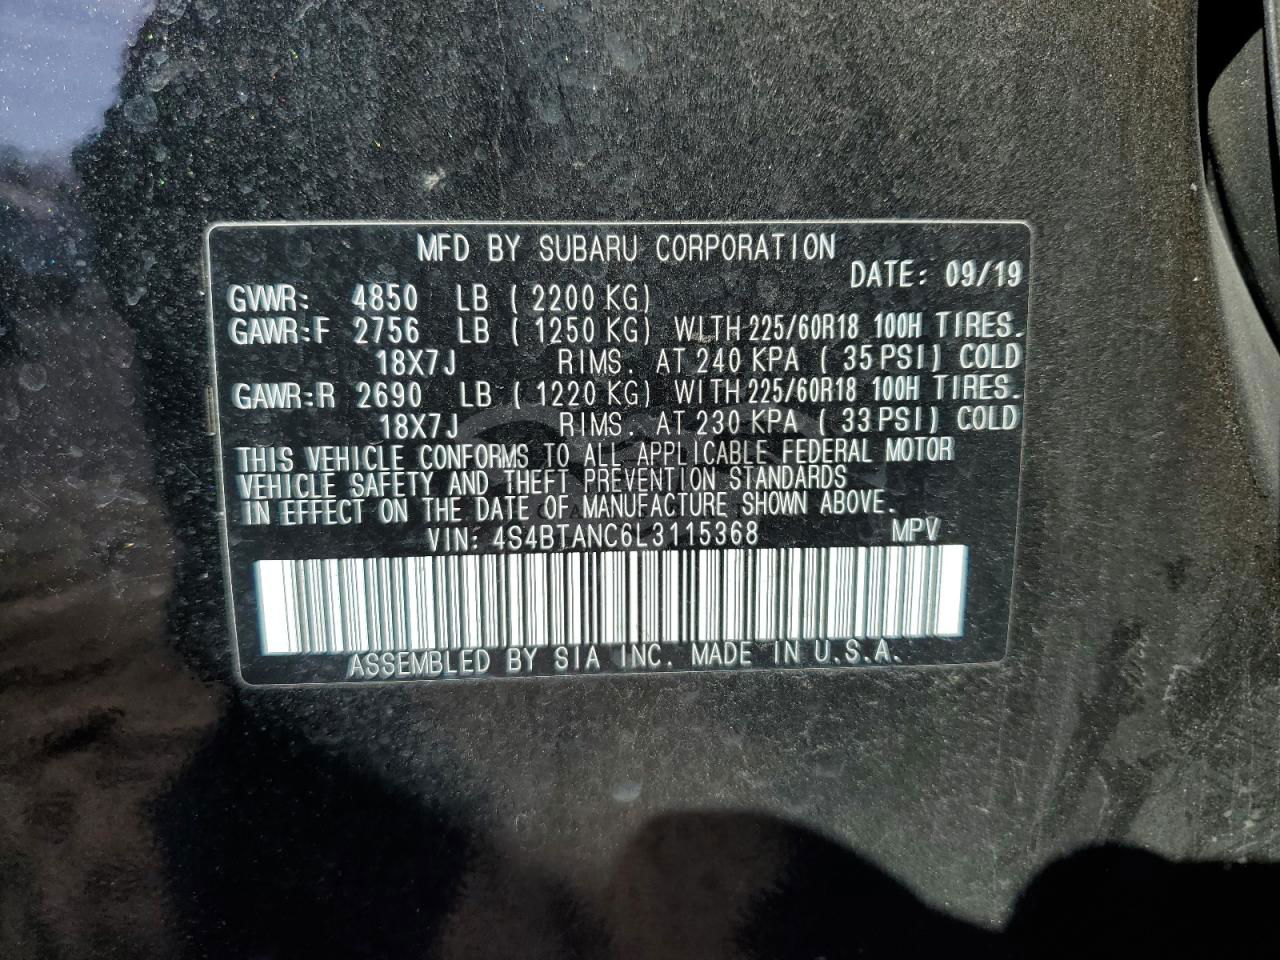 MFD BY SUBARU CORPORATION
DATE: 09/19
GVWR: 4850 LB ( 2200 KG)
GAWR:F 2756 LB ( 1250 KG) WITH 225/60R18 100H TIRES.
18X7J RIMS. AT 240 KPA ( 35 PSI) COLD
GAWR:R 2690 LB ( 1220 KG) WITH 225/60R18 100H TIRES.
18X7J RIMS. AT 230 KPA ( 33 PSI) COLD
THIS VEHICLE CONFORMS TO ALL APPLICABLE FEDERAL MOTOR
VEHICLE SAFETY AND THEFT PREVENTION STANDARDS
IN EFFECT ON THE DATE OF MANUFACTURE SHOWN ABOVE.
VIN: 4S4BTANC6L3115368 MPV
ASSEMBLED BY SIA INC. MADE IN U.S.A.